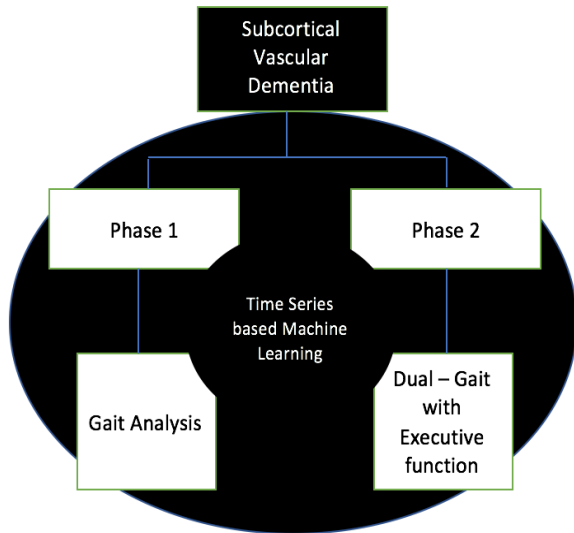 Subcortical
Vascular
Dementia
Phase 1
Phase 2
Time Series
based Machine
Learning
Gait Analysis
Dual – Gait
with
Executive
function